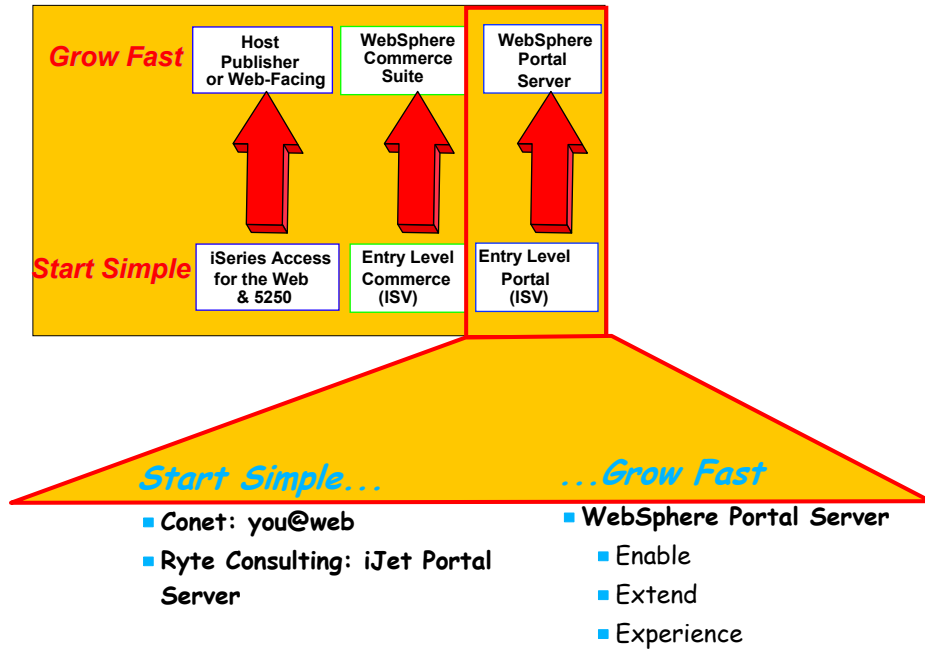 Grow Fast
Host
Publisher
or Web-Facing
WebSphere
Commerce
Suite
WebSphere
Portal
Server
Start Simple
iSeries Access
for the Web
& 5250
Entry Level
Commerce
(ISV)
Entry Level
Portal
(ISV)
Start Simple...
Conet: you@web
Ryte Consulting: iJet Portal
Server
...Grow Fast
WebSphere Portal Server
Enable
Extend
Experience